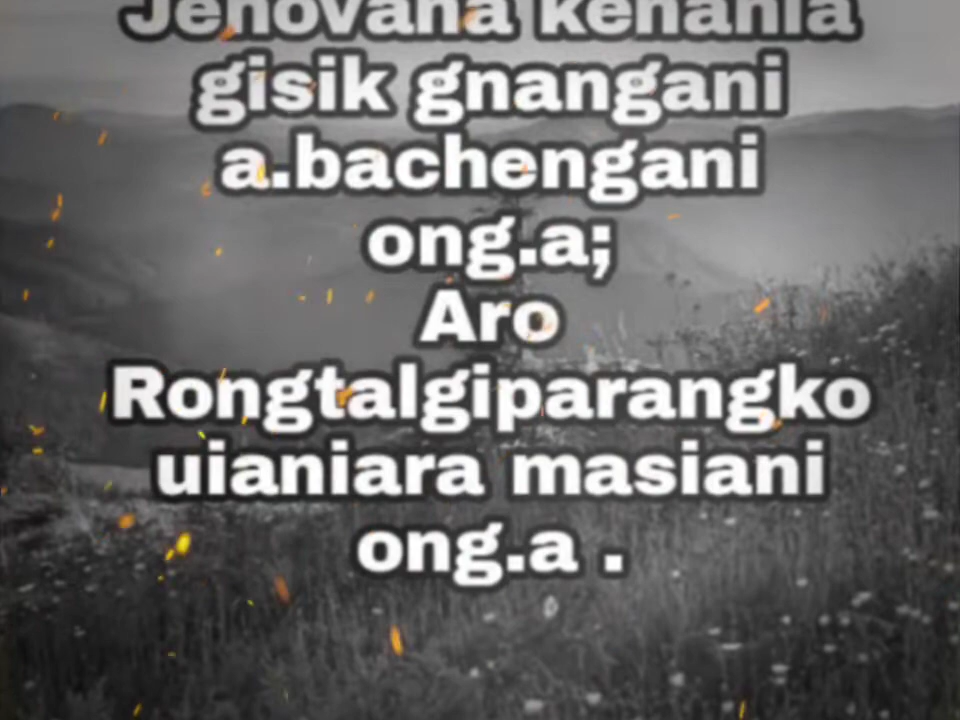 Jehovana kenania
gisik gnangani
a.bachengani
ong.a;
Aro
Rongtalgiparangko
uianiara masiani
ong.a .